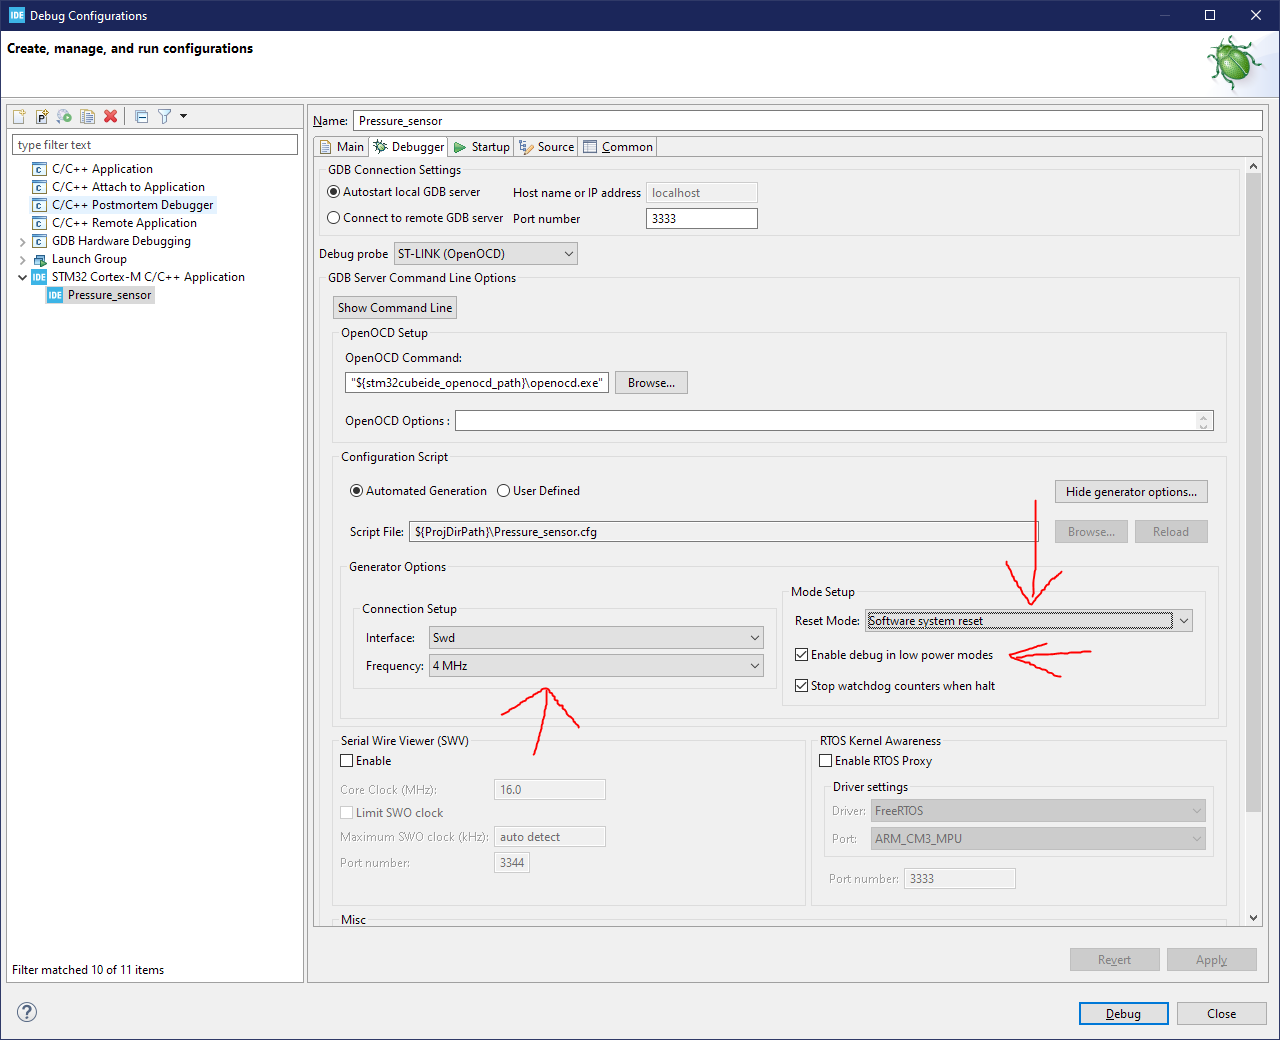 IDE Debug Configurations
Create, manage, and run configurations
Name: Pressure_sensor
type filter text
C/C++ Application
C/C++ Attach to Application
C/C++ Postmortem Debugger
C/C++ Remote Application
GDB Hardware Debugging
Launch Group
IDE STM32 Cortex-M C/C++ Application
IDE Pressure_sensor
Filter matched 10 of 11 items
Main Debugger Startup Source Common
GDB Connection Settings
Autostart local GDB server Host name or IP address localhost
Connect to remote GDB server Port number 3333
Debug probe ST-LINK (OpenOCD)
GDB Server Command Line Options
Show Command Line
OpenOCD Setup
OpenOCD Command:
"${stm32cubeide_openocd_path}\openocd.exe" Browse...
OpenOCD Options :
Configuration Script
Automated Generation User Defined Hide generator options...
Script File: ${ProjDirPath}\Pressure_sensor.cfg Browse... Reload
Generator Options
Connection Setup
Interface: Swd
Frequency: 4 MHz
Mode Setup
Reset Mode: Software system reset
Enable debug in low power modes
Stop watchdog counters when halt
Serial Wire Viewer (SWV)
Enable
Core Clock (MHz): 16.0
Limit SWO clock
Maximum SWO clock (kHz): auto detect
Port number: 3344
RTOS Kernel Awareness
Enable RTOS Proxy
Driver settings
Driver: FreeRTOS
Port: ARM_CM3_MPU
Port number: 3333
Misc
Revert Apply
? Debug Close